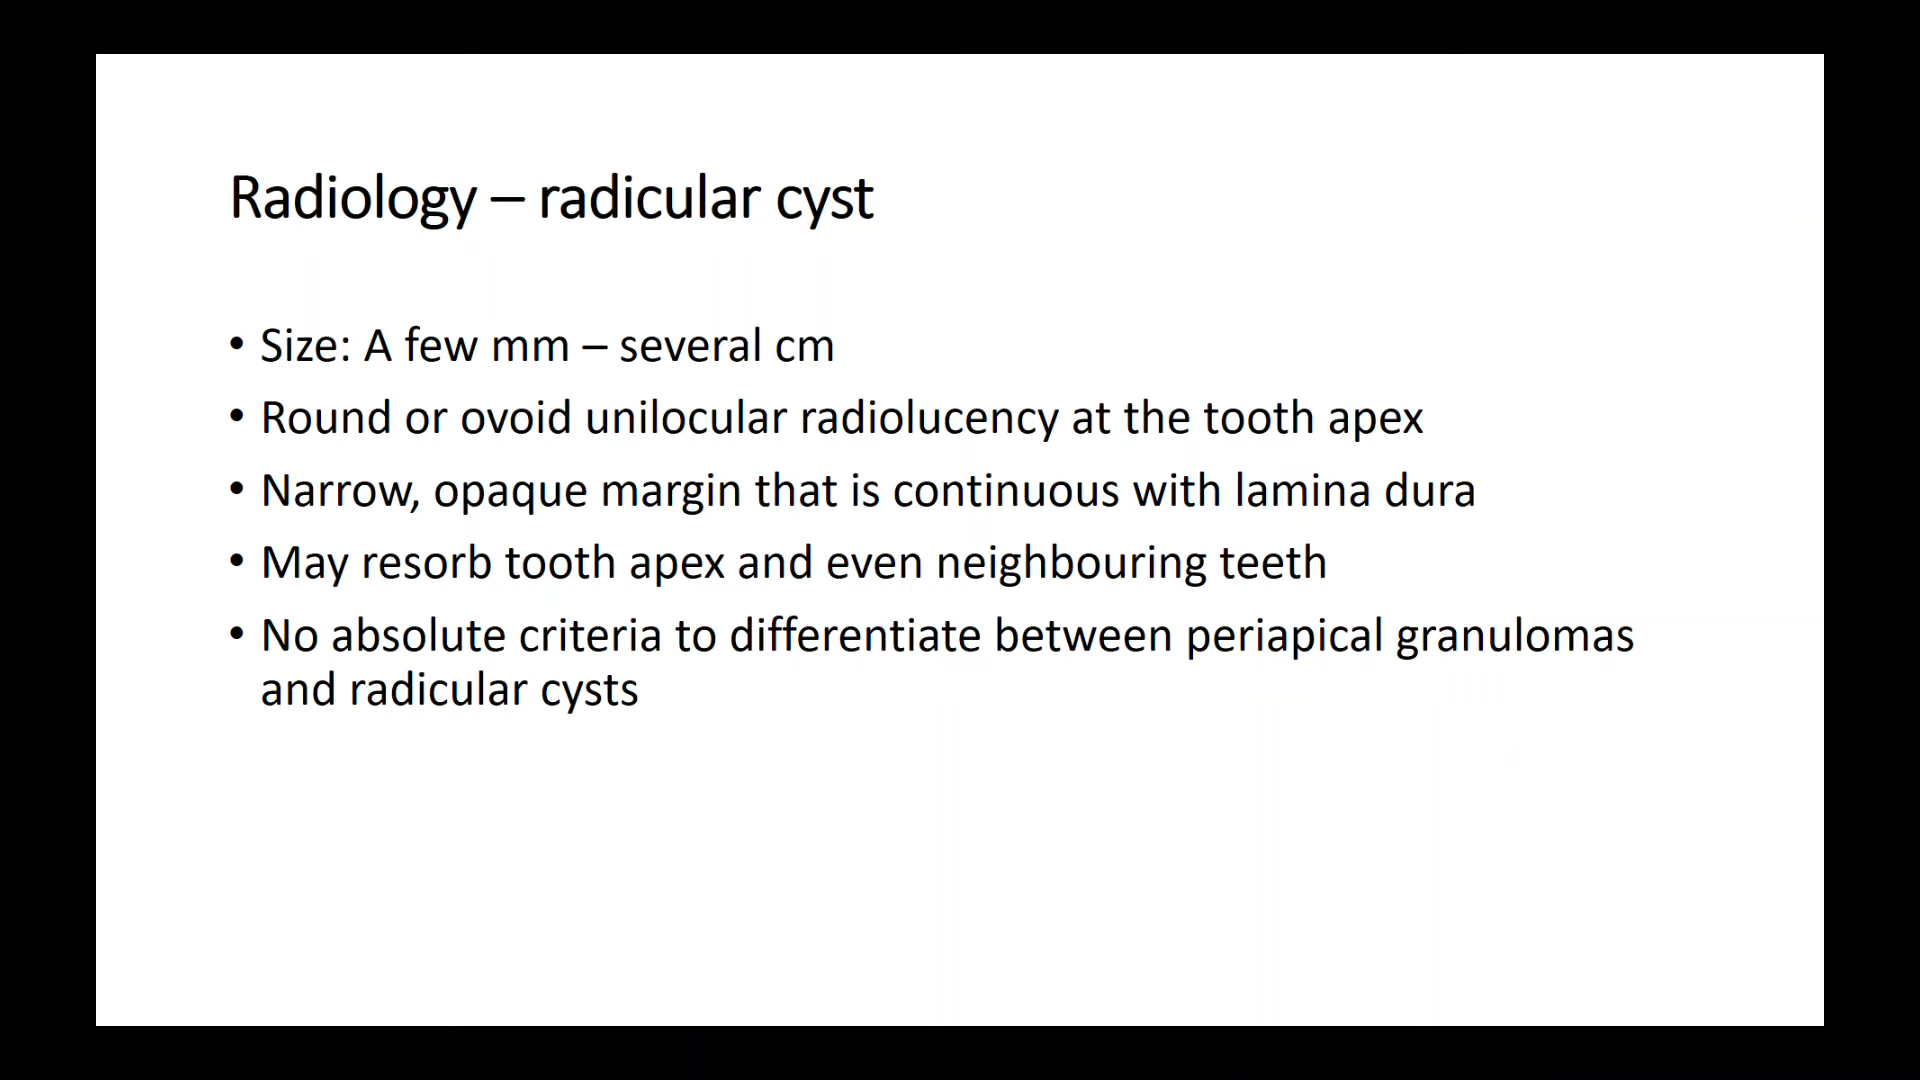 Radiology – radicular cyst
• Size: A few mm – several cm
• Round or ovoid unilocular radiolucency at the tooth apex
• Narrow, opaque margin that is continuous with lamina dura
• May resorb tooth apex and even neighbouring teeth
• No absolute criteria to differentiate between periapical granulomas
and radicular cysts